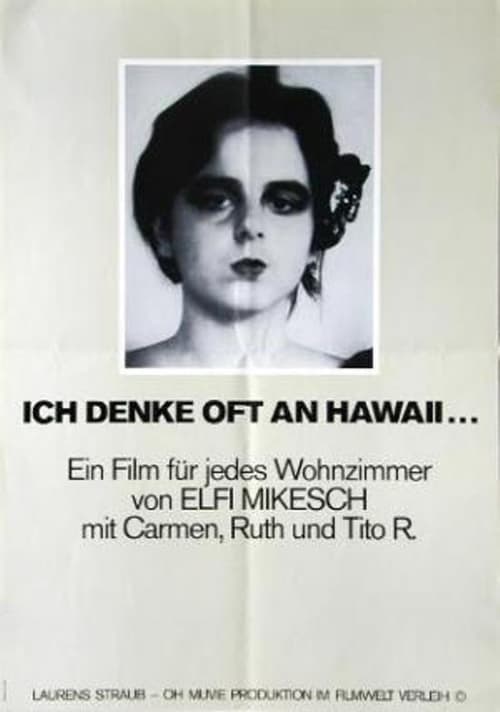 ICH DENKE OFT AN HAWAII...
Ein Film für jedes Wohnzimmer
von ELFI MIKESCH
mit Carmen, Ruth und Tito R.
LAURENS STRAUB – OH MUVIE PRODUKTION IM FILMWELT VERLEIH ©